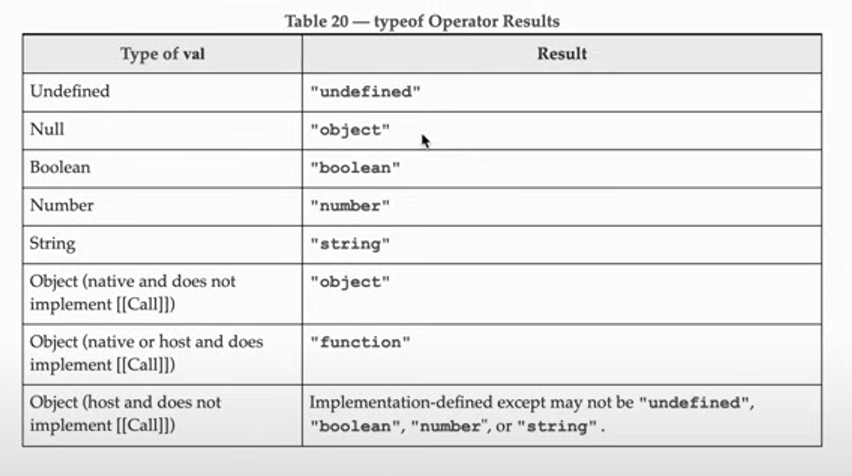 Table 20 — typeof Operator Results
Type of val Result
Undefined "undefined"
Null "object"
Boolean "boolean"
Number "number"
String "string"
Object (native and does not "object"
implement [[Call]])
Object (native or host and does "function"
implement [[Call]])
Object (host and does not Implementation-defined except may not be "undefined",
implement [[Call]]) "boolean", "number", or "string".